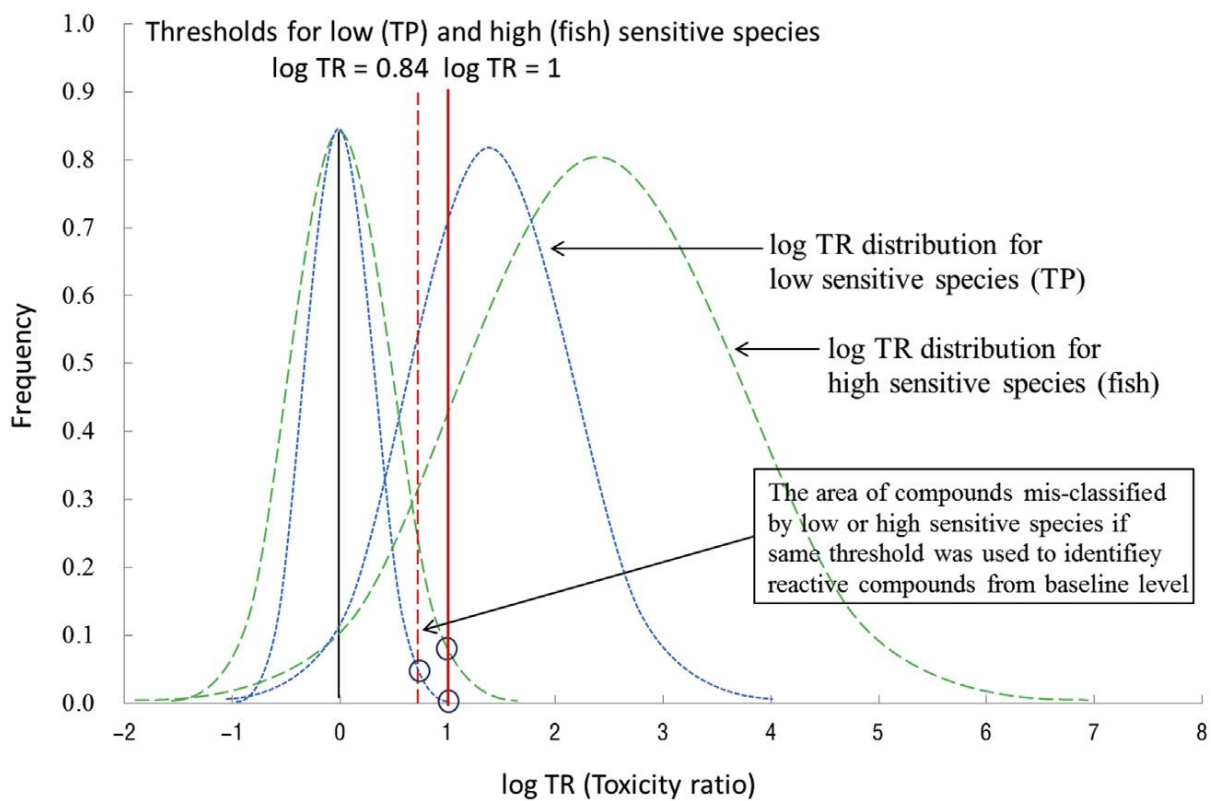 Thresholds for low (TP) and high (fish) sensitive species
log TR = 0.84 log TR = 1
1.0
0.9
0.8
0.7
0.6
0.5
0.4
0.3
0.2
0.1
0.0
Frequency
log TR distribution for
low sensitive species (TP)
log TR distribution for
high sensitive species (fish)
The area of compounds mis-classified
by low or high sensitive species if
same threshold was used to identifiey
reactive compounds from baseline level
−2 −1 0 1 2 3 4 5 6 7 8
log TR (Toxicity ratio)